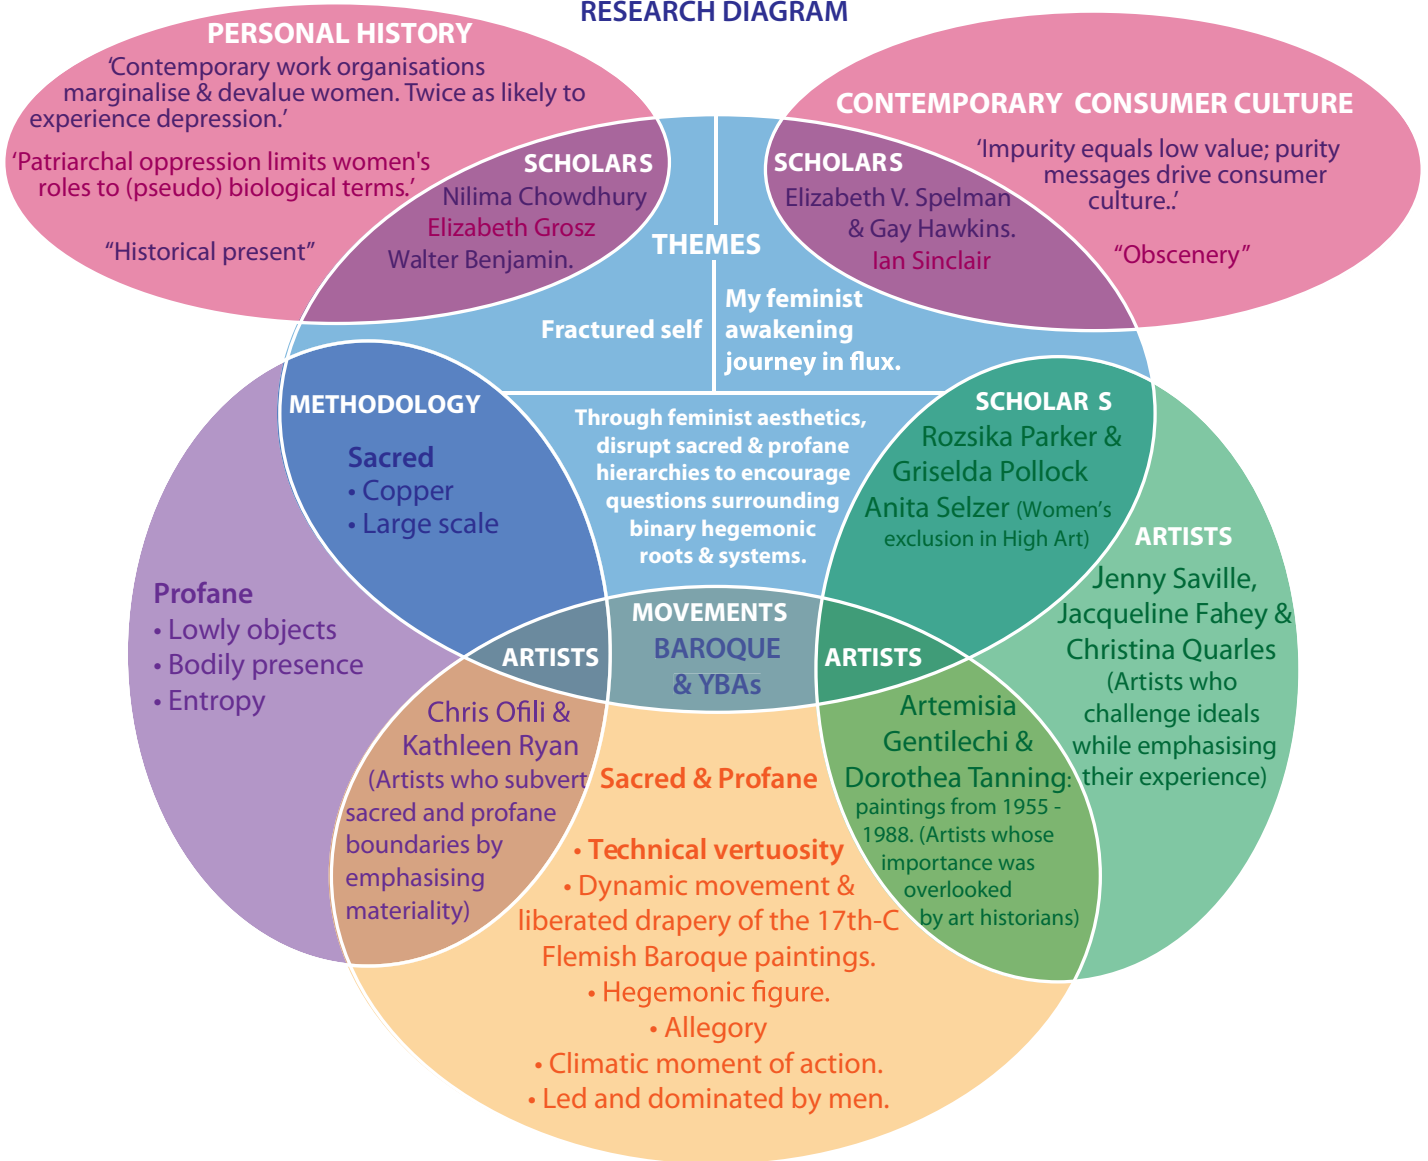 RESEARCH DIAGRAM
PERSONAL HISTORY
‘Contemporary work organisations
marginalise & devalue women. Twice as likely to
experience depression.’
‘Patriarchal oppression limits women's
roles to (pseudo) biological terms.’
“Historical present”
SCHOLARS
Nilima Chowdhury
Elizabeth Grosz
Walter Benjamin.
CONTEMPORARY CONSUMER CULTURE
‘Impurity equals low value; purity
messages drive consumer
culture..’
“Obscenery”
SCHOLARS
Elizabeth V. Spelman
& Gay Hawkins.
Ian Sinclair
THEMES
Fractured self
My feminist
awakening
journey in flux.
Through feminist aesthetics,
disrupt sacred & profane
hierarchies to encourage
questions surrounding
binary hegemonic
roots & systems.
METHODOLOGY
Sacred
• Copper
• Large scale
Profane
• Lowly objects
• Bodily presence
• Entropy
SCHOLAR S
Rozsika Parker &
Griselda Pollock
Anita Selzer (Women’s
exclusion in High Art)
ARTISTS
Jenny Saville,
Jacqueline Fahey &
Christina Quarles
(Artists who
challenge ideals
while emphasising
their experience)
MOVEMENTS
BAROQUE
& YBAs
ARTISTS
Chris Ofili &
Kathleen Ryan
(Artists who subvert
sacred and profane
boundaries by
emphasising
materiality)
ARTISTS
Artemisia
Gentilechi &
Dorothea Tanning:
paintings from 1955 -
1988. (Artists whose
importance was
overlooked
by art historians)
Sacred & Profane
• Technical vertuosity
• Dynamic movement &
liberated drapery of the 17th-C
Flemish Baroque paintings.
• Hegemonic figure.
• Allegory
• Climatic moment of action.
• Led and dominated by men.